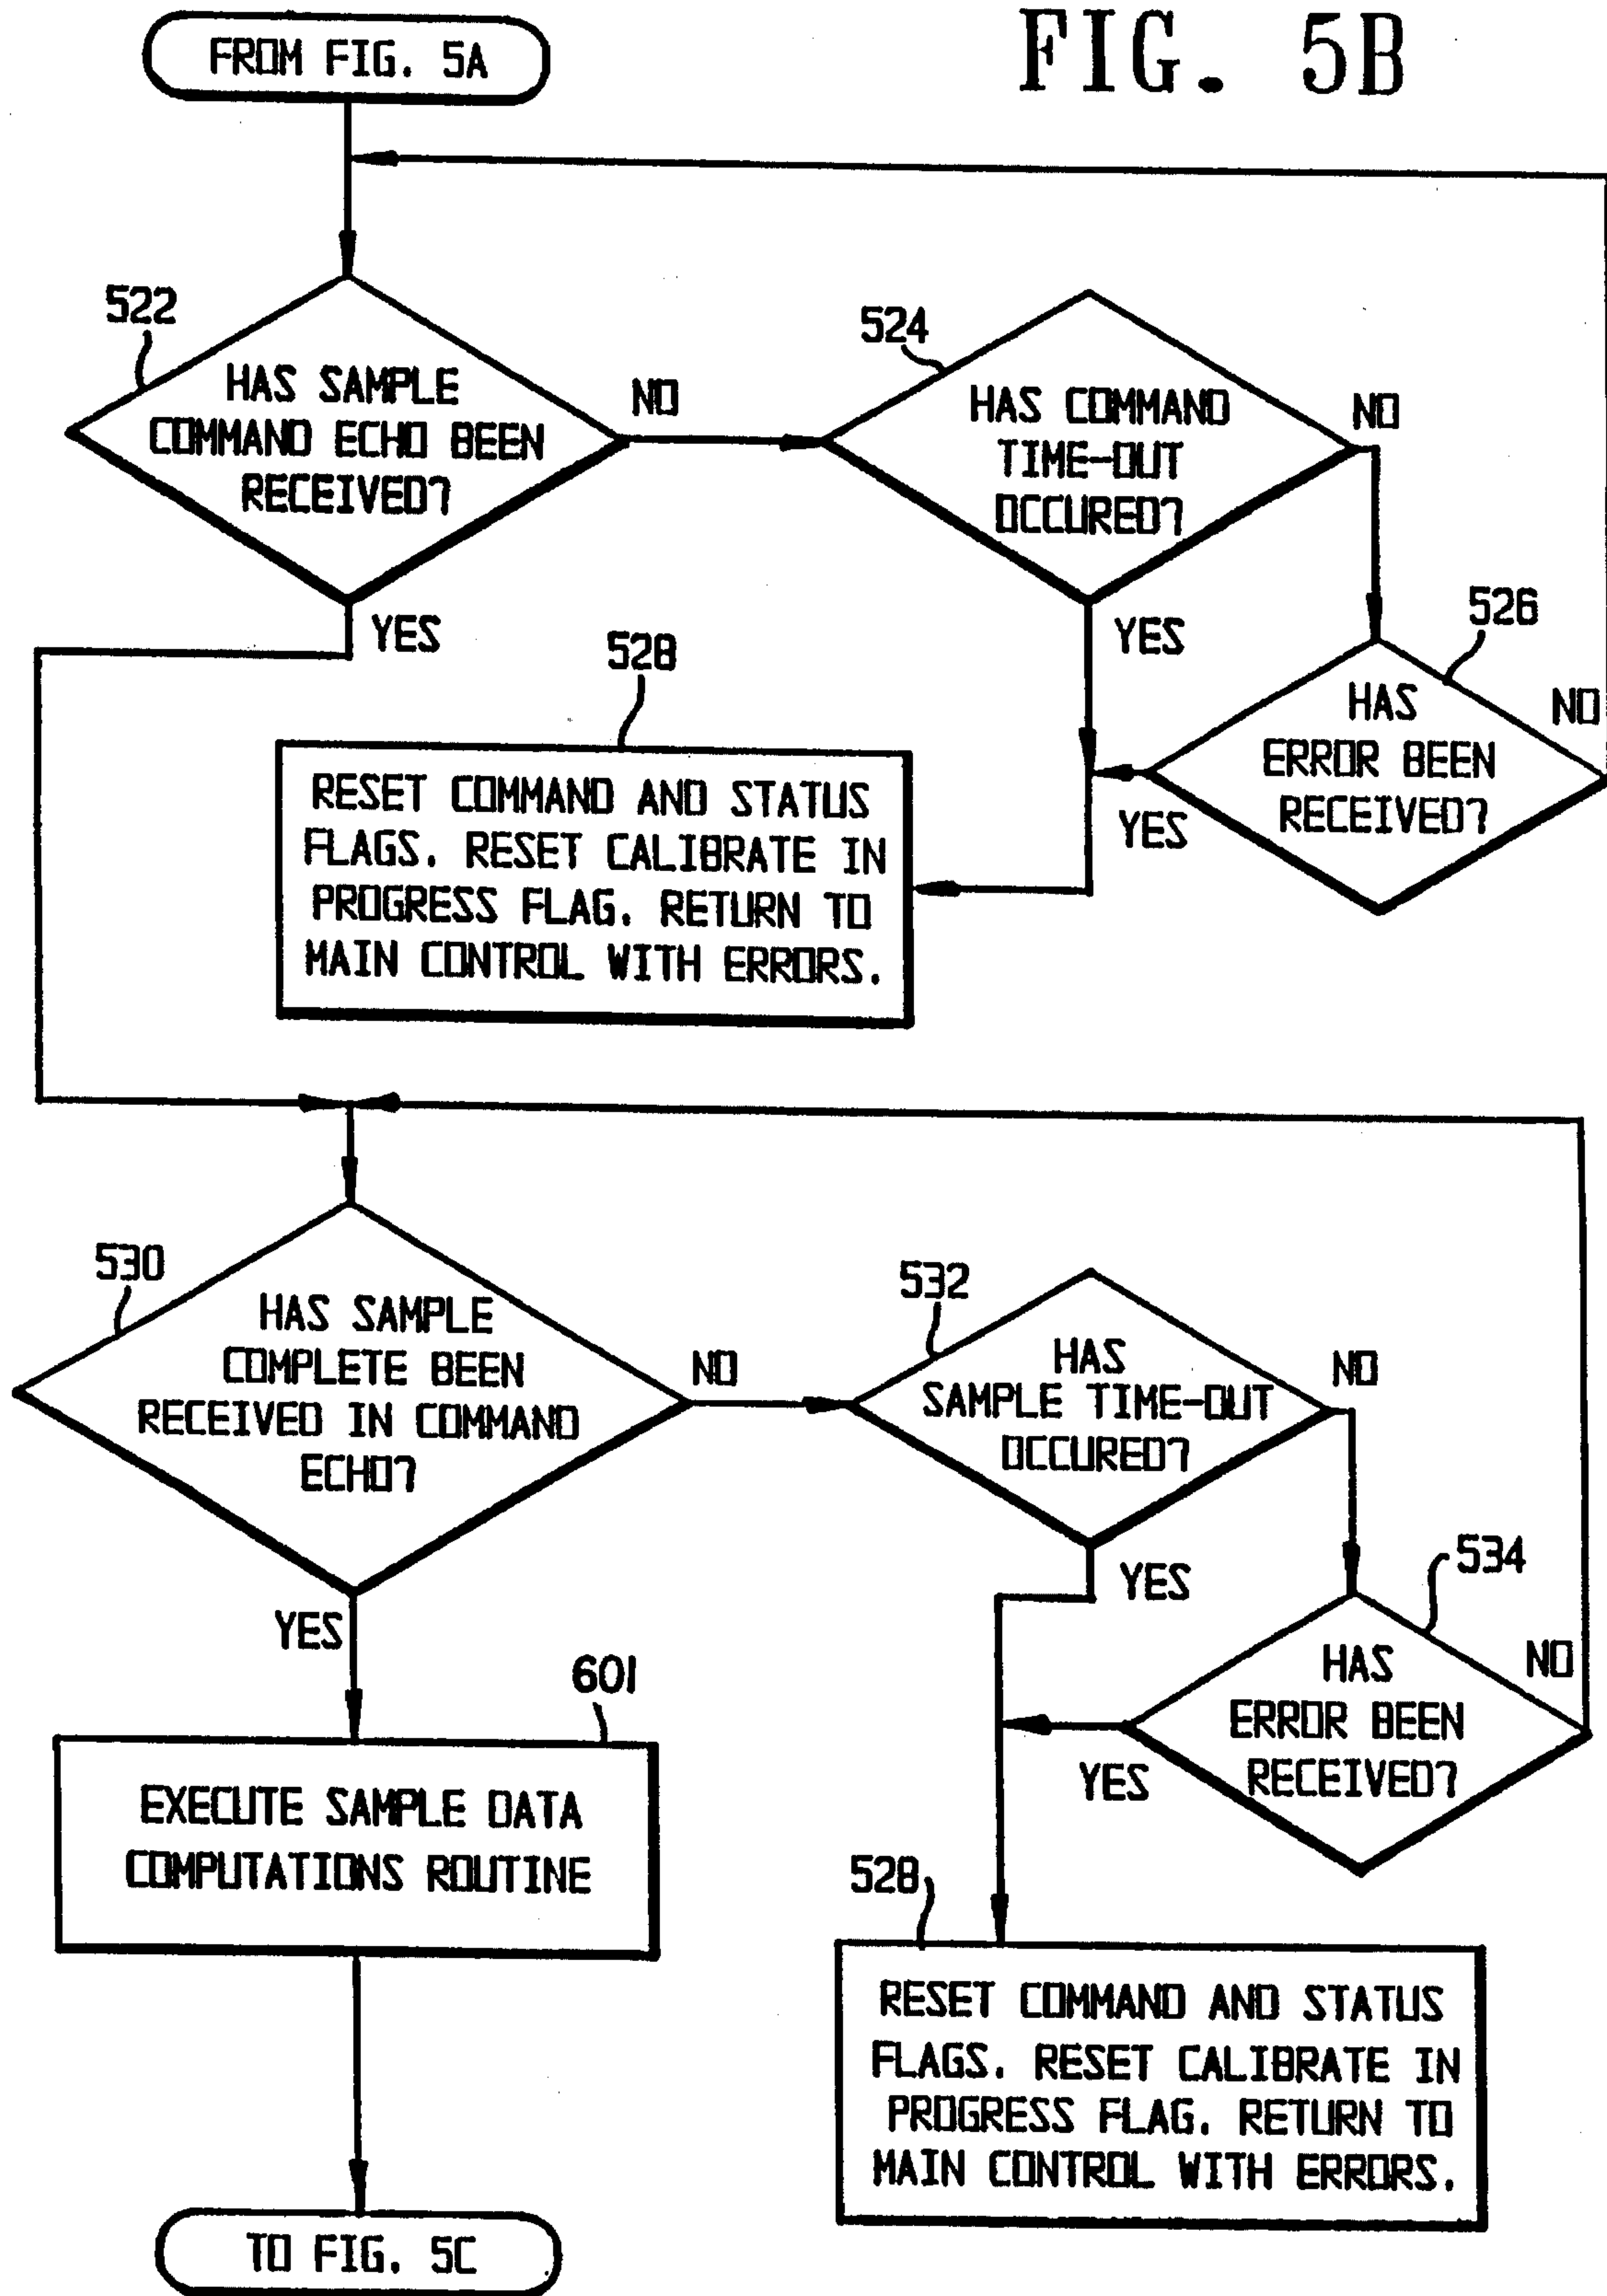 FROM FIG. 5A
FIG. 5B
522
HAS SAMPLE
COMMAND ECHO BEEN
RECEIVED?
NO
YES
524
HAS COMMAND
TIME-OUT
OCCURED?
NO
YES
526
HAS
ERROR BEEN
RECEIVED?
NO
YES
528
RESET COMMAND AND STATUS
FLAGS. RESET CALIBRATE IN
PROGRESS FLAG. RETURN TO
MAIN CONTROL WITH ERRORS.
530
HAS SAMPLE
COMPLETE BEEN
RECEIVED IN COMMAND
ECHO?
NO
YES
532
HAS
SAMPLE TIME-OUT
OCCURED?
NO
YES
534
HAS
ERROR BEEN
RECEIVED?
NO
YES
601
EXECUTE SAMPLE DATA
COMPUTATIONS ROUTINE
528
RESET COMMAND AND STATUS
FLAGS. RESET CALIBRATE IN
PROGRESS FLAG. RETURN TO
MAIN CONTROL WITH ERRORS.
TO FIG. 5C